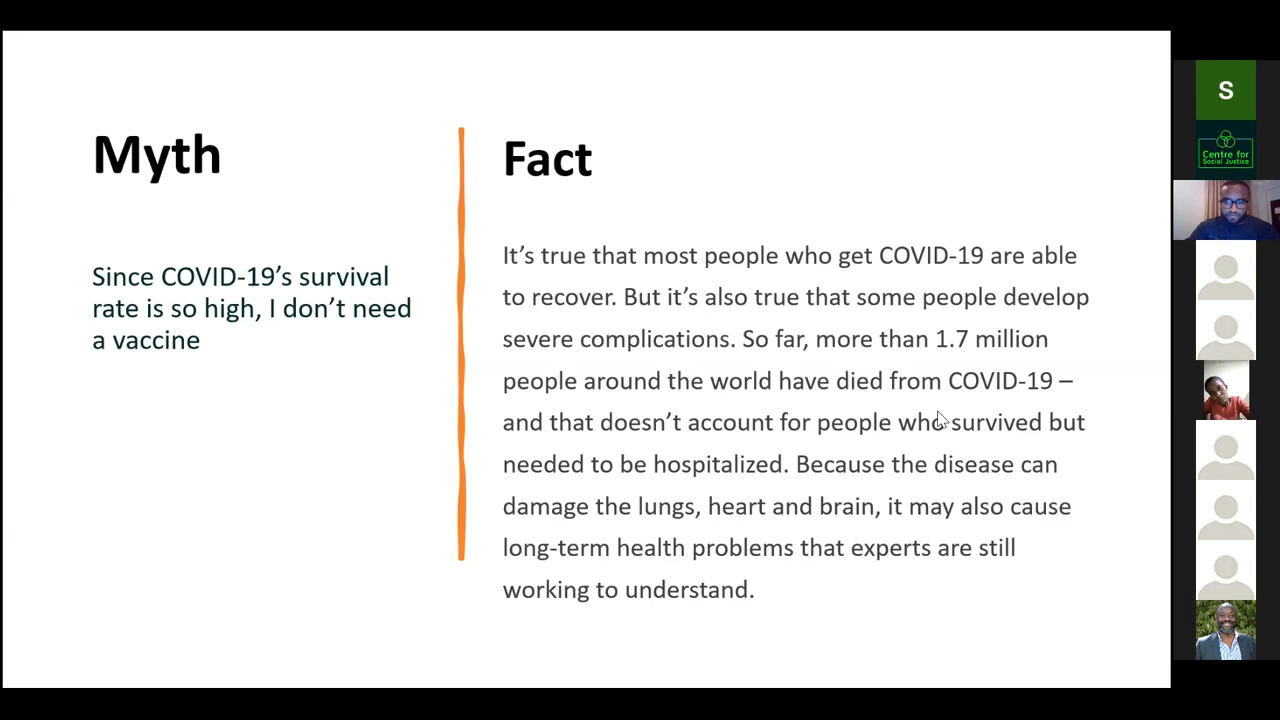 Myth
Since COVID-19’s survival
rate is so high, I don’t need
a vaccine
Fact
It’s true that most people who get COVID-19 are able
to recover. But it’s also true that some people develop
severe complications. So far, more than 1.7 million
people around the world have died from COVID-19 –
and that doesn’t account for people who survived but
needed to be hospitalized. Because the disease can
damage the lungs, heart and brain, it may also cause
long-term health problems that experts are still
working to understand.
S
Centre for
Social Justice